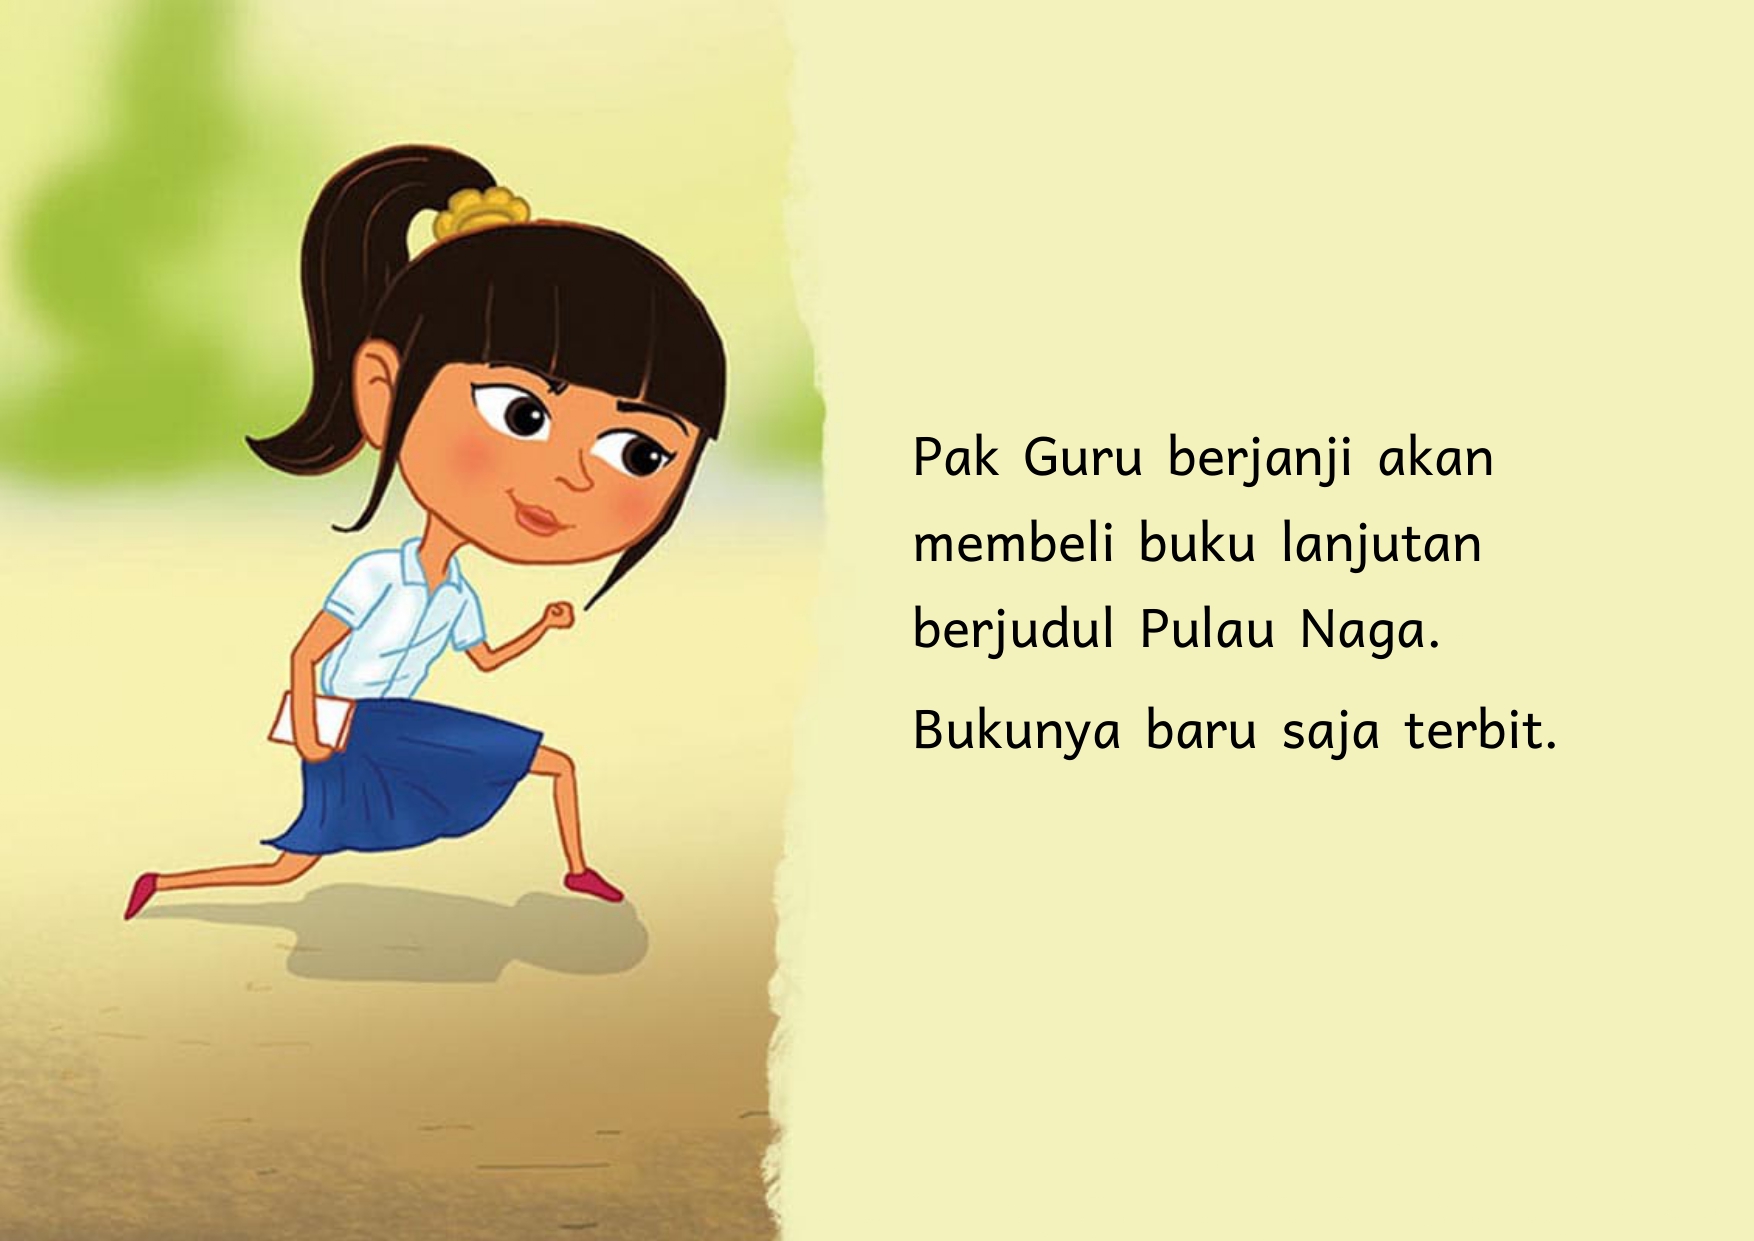 Pak Guru berjanji akan
membeli buku lanjutan
berjudul Pulau Naga.
Bukunya baru saja terbit.